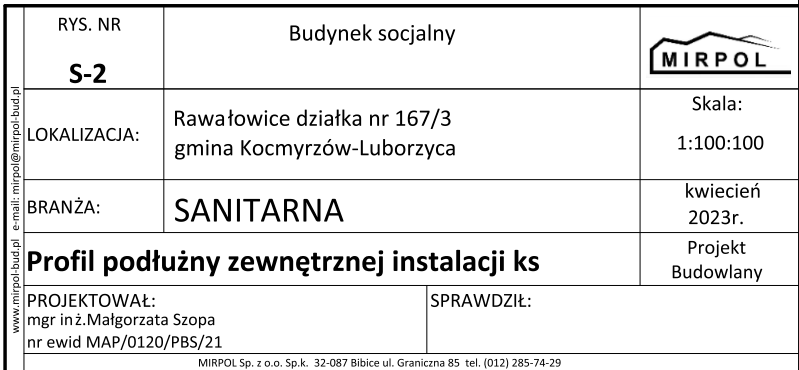 RYS. NR
S-2
Budynek socjalny
MIRPOL
LOKALIZACJA:
Rawałowice działka nr 167/3
gmina Kocmyrzów-Luborzyca
Skala:
1:100:100
BRANŻA:
SANITARNA
kwiecień
2023r.
Profil podłużny zewnętrznej instalacji ks
Projekt
Budowlany
PROJEKTOWAŁ:
mgr inż.Małgorzata Szopa
nr ewid MAP/0120/PBS/21
SPRAWDZIŁ:
MIRPOL Sp. z o.o. Sp.k. 32-087 Bibice ul. Graniczna 85 tel. (012) 285-74-29
www.mirpol-bud.pl e-mail: mirpol@mirpol-bud.pl